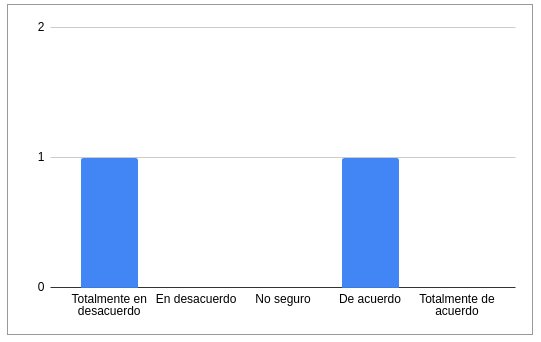 2
1
0
Totalmente en
desacuerdo
En desacuerdo
No seguro
De acuerdo
Totalmente de
acuerdo